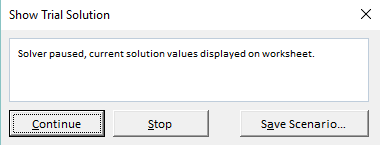 Show Trial Solution
Solver paused, current solution values displayed on worksheet.
Continue Stop Save Scenario...